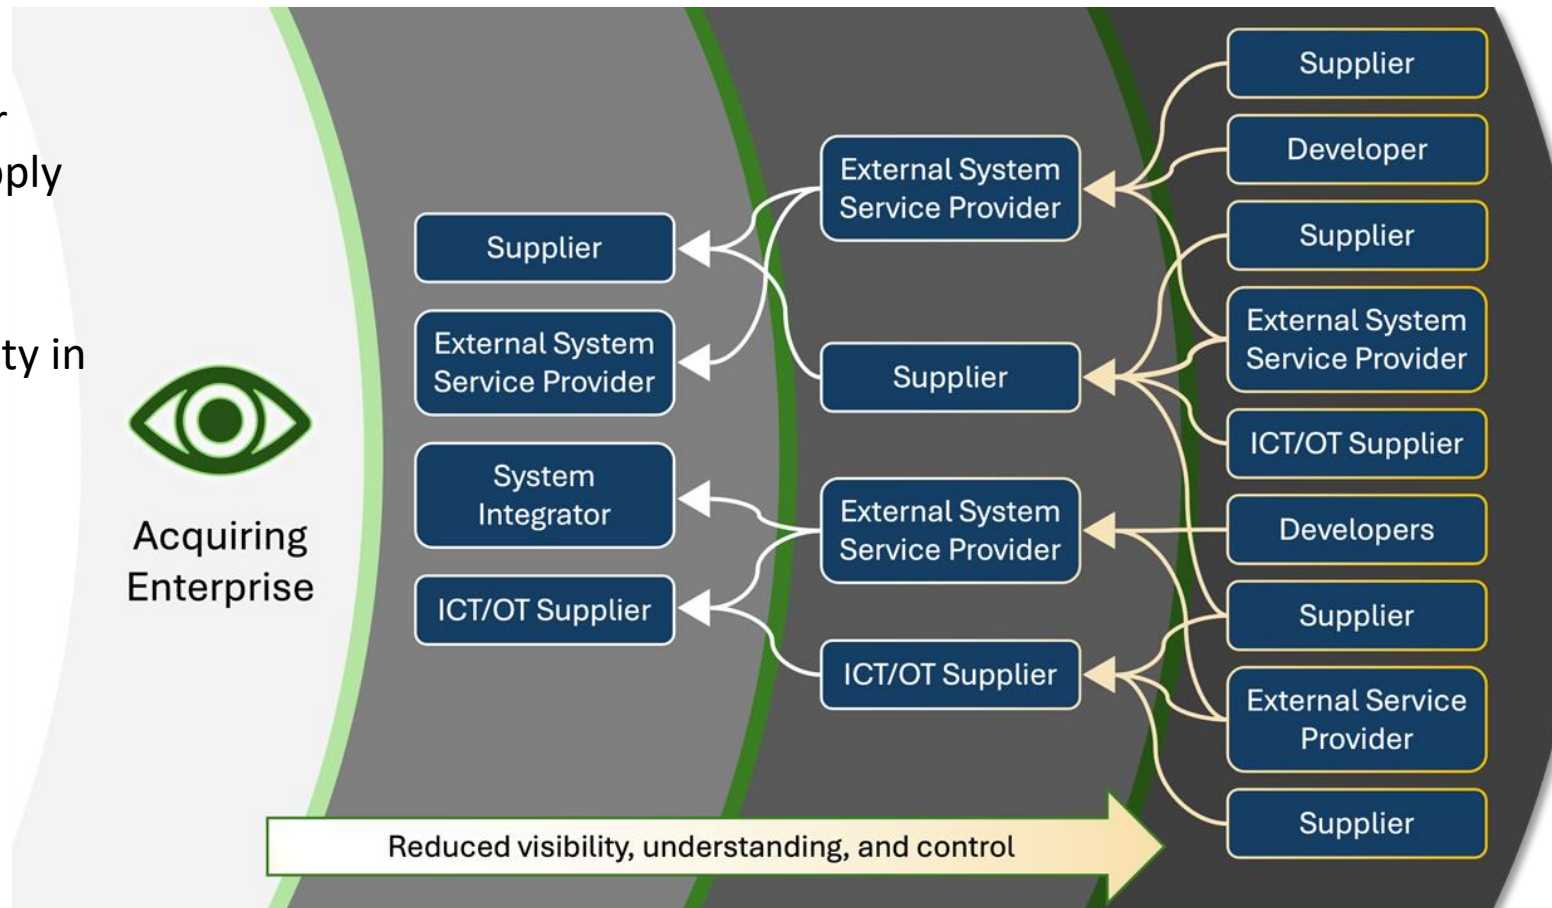 ty in
Acquiring
Enterprise
Supplier
External System
Service Provider
System
Integrator
ICT/OT Supplier
External System
Service Provider
Supplier
External System
Service Provider
ICT/OT Supplier
Supplier
Developer
Supplier
External System
Service Provider
ICT/OT Supplier
Developers
Supplier
External Service
Provider
Supplier
Reduced visibility, understanding, and control